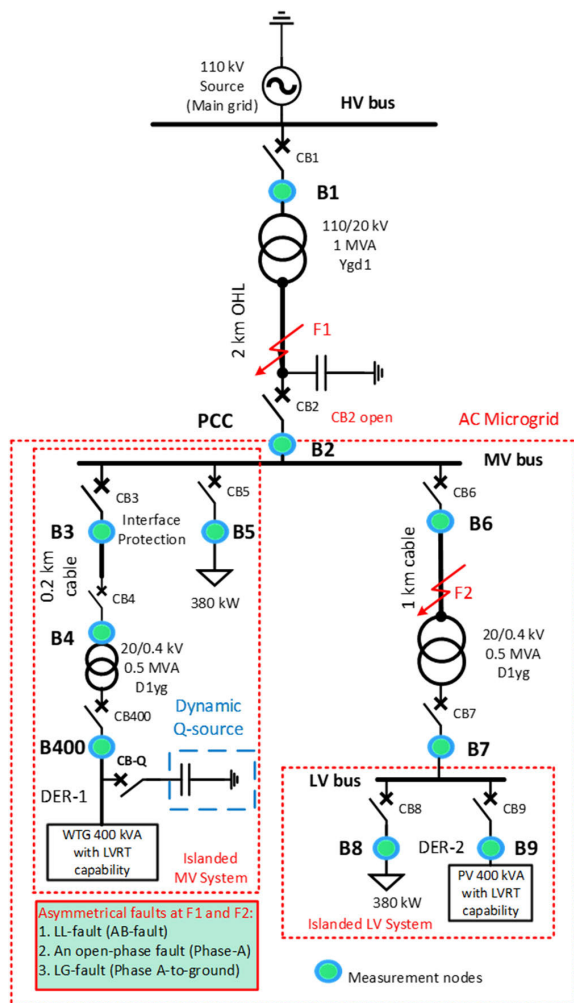 110 kV
Source
(Main grid)
HV bus
CB1
B1
110/20 kV
1 MVA
Ygd1
2 km OHL
F1
CB2
CB2 open
PCC
AC Microgrid
B2
MV bus
CB3
CB5
CB6
B3
Interface
Protection
B5
B6
0.2 km
cable
CB4
380 kW
1 km cable
F2
B4
20/0.4 kV
0.5 MVA
D1yg
20/0.4 kV
0.5 MVA
D1yg
CB400
Dynamic
Q-source
CB7
B400
B7
CB-Q
DER-1
LV bus
CB8
CB9
WTG 400 kVA
with LVRT
capability
Islanded
MV System
B8
DER-2
B9
380 kW
PV 400 kVA
with LVRT
capability
Islanded LV System
Asymmetrical faults at F1 and F2:
1. LL-fault (AB-fault)
2. An open-phase fault (Phase-A)
3. LG-fault (Phase A-to-ground)
Measurement nodes